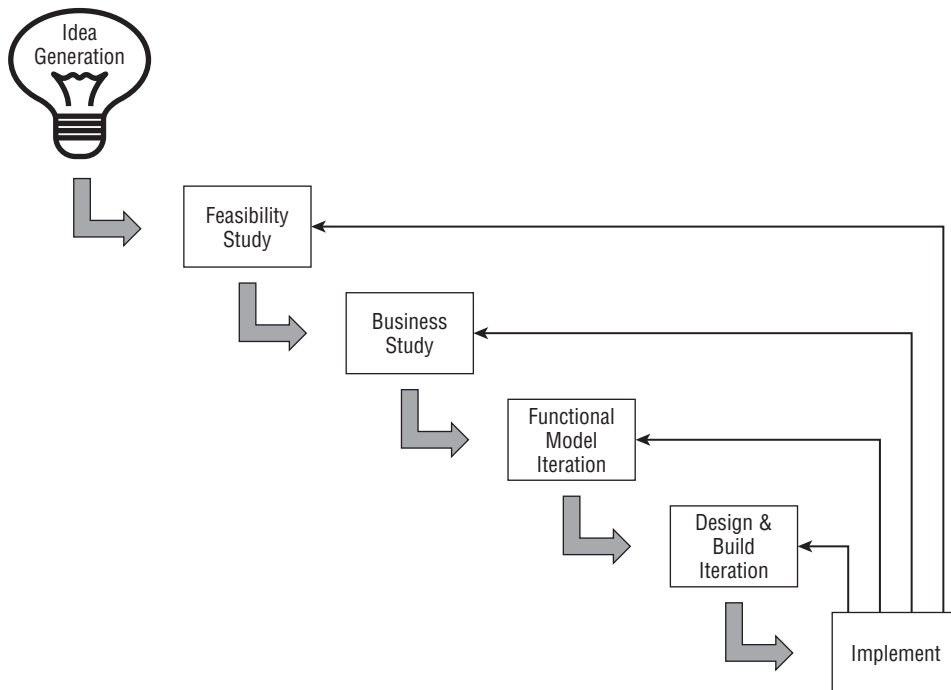 Idea
Generation
Feasibility
Study
Business
Study
Functional
Model
Iteration
Design &
Build
Iteration
Implement